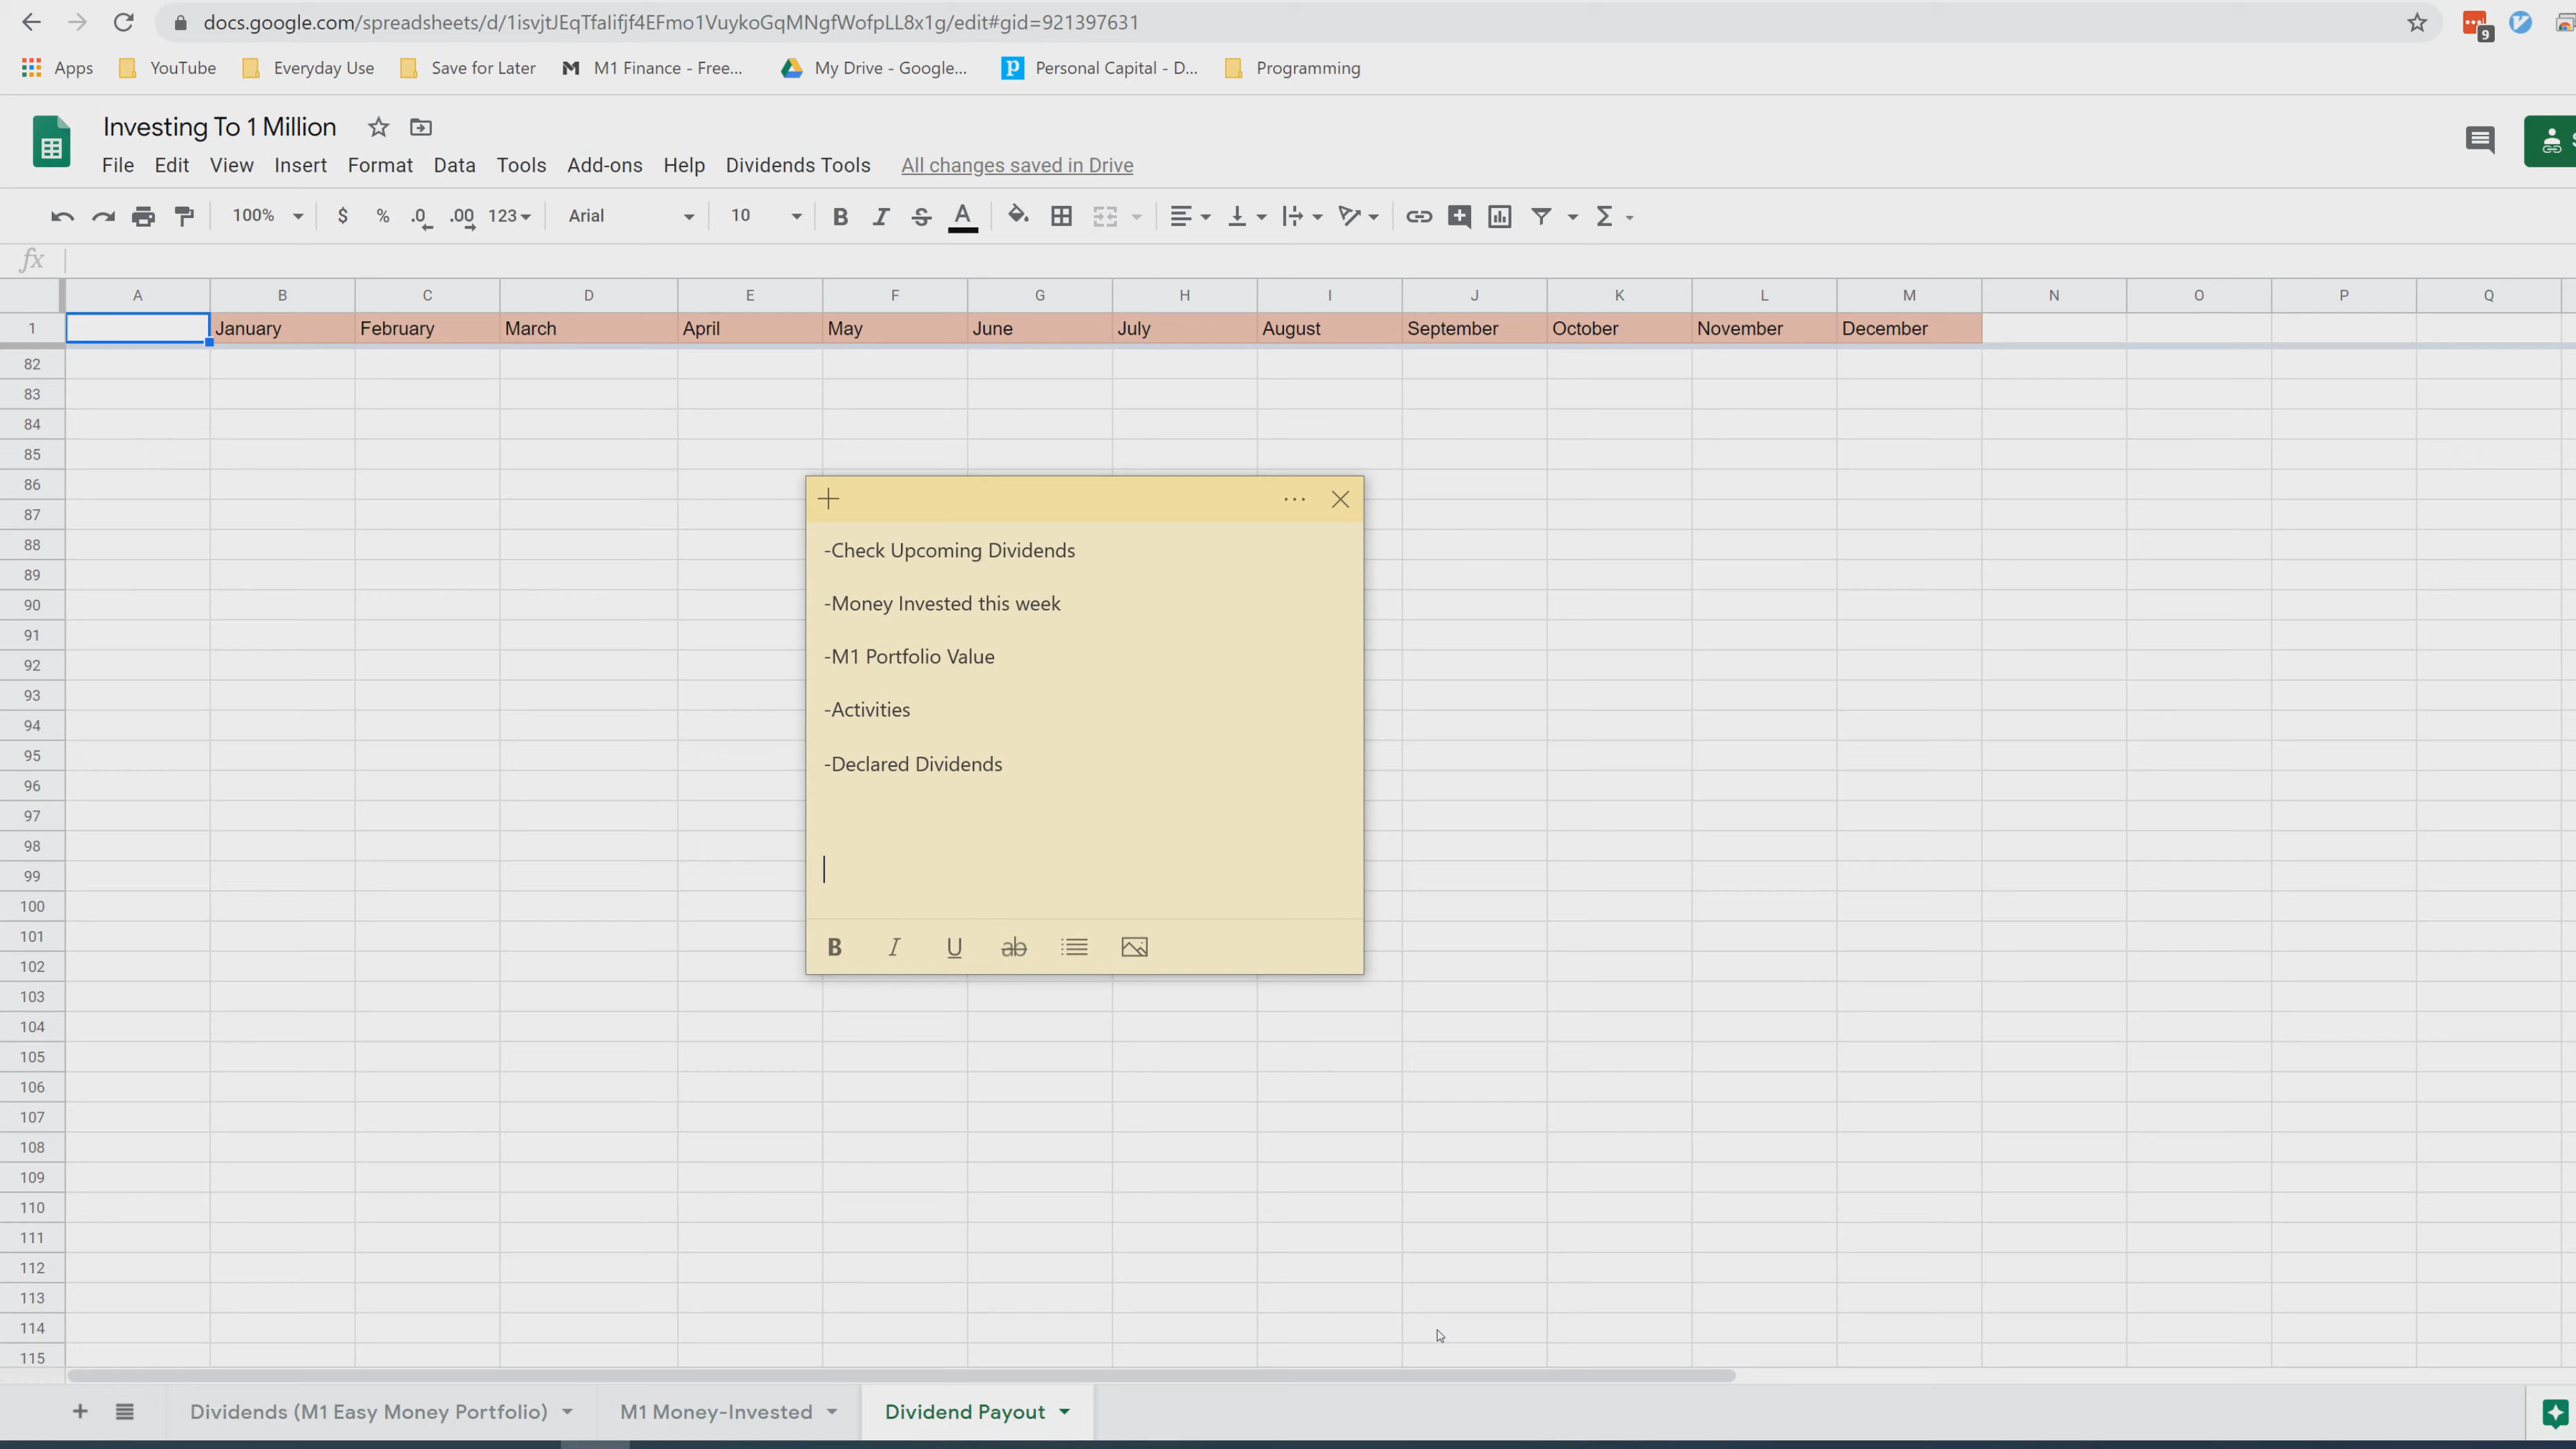 docs.google.com/spreadsheets/d/1isvjtJEqTfalifjf4EFmo1VuykoGqMNgfWofpLL8x1g/edit#gid=921397631
9
Apps YouTube Everyday Use Save for Later M1 Finance - Free... My Drive - Google... Personal Capital - D... Programming
Investing To 1 Million
File Edit View Insert Format Data Tools Add-ons Help Dividends Tools All changes saved in Drive
100% $ % .0 .00 123 Arial 10 B I S A Σ
fx
A B C D E F G H I J K L M N O P Q
1 January February March April May June July August September October November December
82
83
84
85
86
87
88
89
90
91
92
93
94
95
96
97
98
99
100
101
102
103
104
105
106
107
108
109
110
111
112
113
114
115
-Check Upcoming Dividends
-Money Invested this week
-M1 Portfolio Value
-Activities
-Declared Dividends
B I U ab
Dividends (M1 Easy Money Portfolio) M1 Money-Invested Dividend Payout